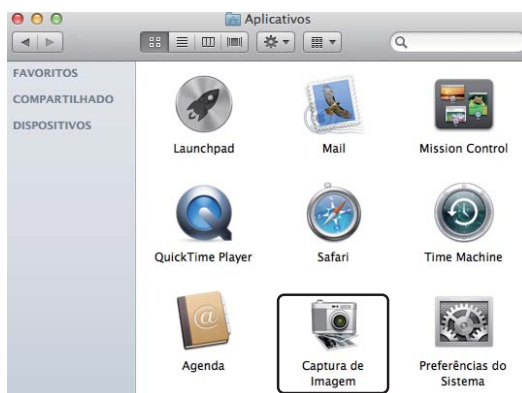 Aplicativos
FAVORITOS
COMPARTILHADO
DISPOSITIVOS
Launchpad
Mail
Mission Control
QuickTime Player
Safari
Time Machine
Agenda
Captura de
Imagem
Preferências do
Sistema